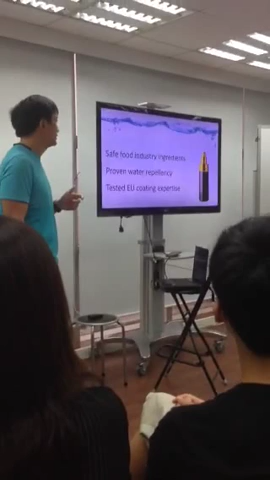 Safe food industry ingredients
Proven water repellency
Tested EU coating expertise